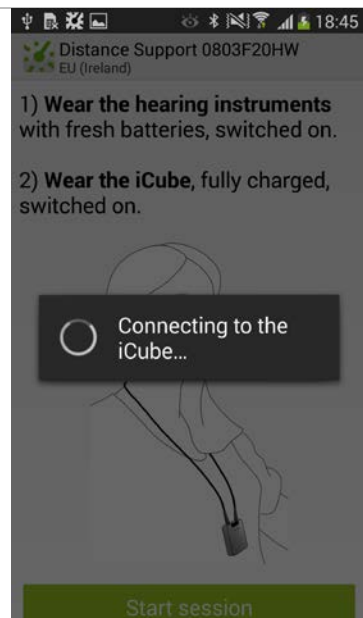 18:45
Distance Support 0803F20HW
EU (Ireland)
1) Wear the hearing instruments
with fresh batteries, switched on.
2) Wear the iCube, fully charged,
switched on.
Connecting to the
iCube...
Start session